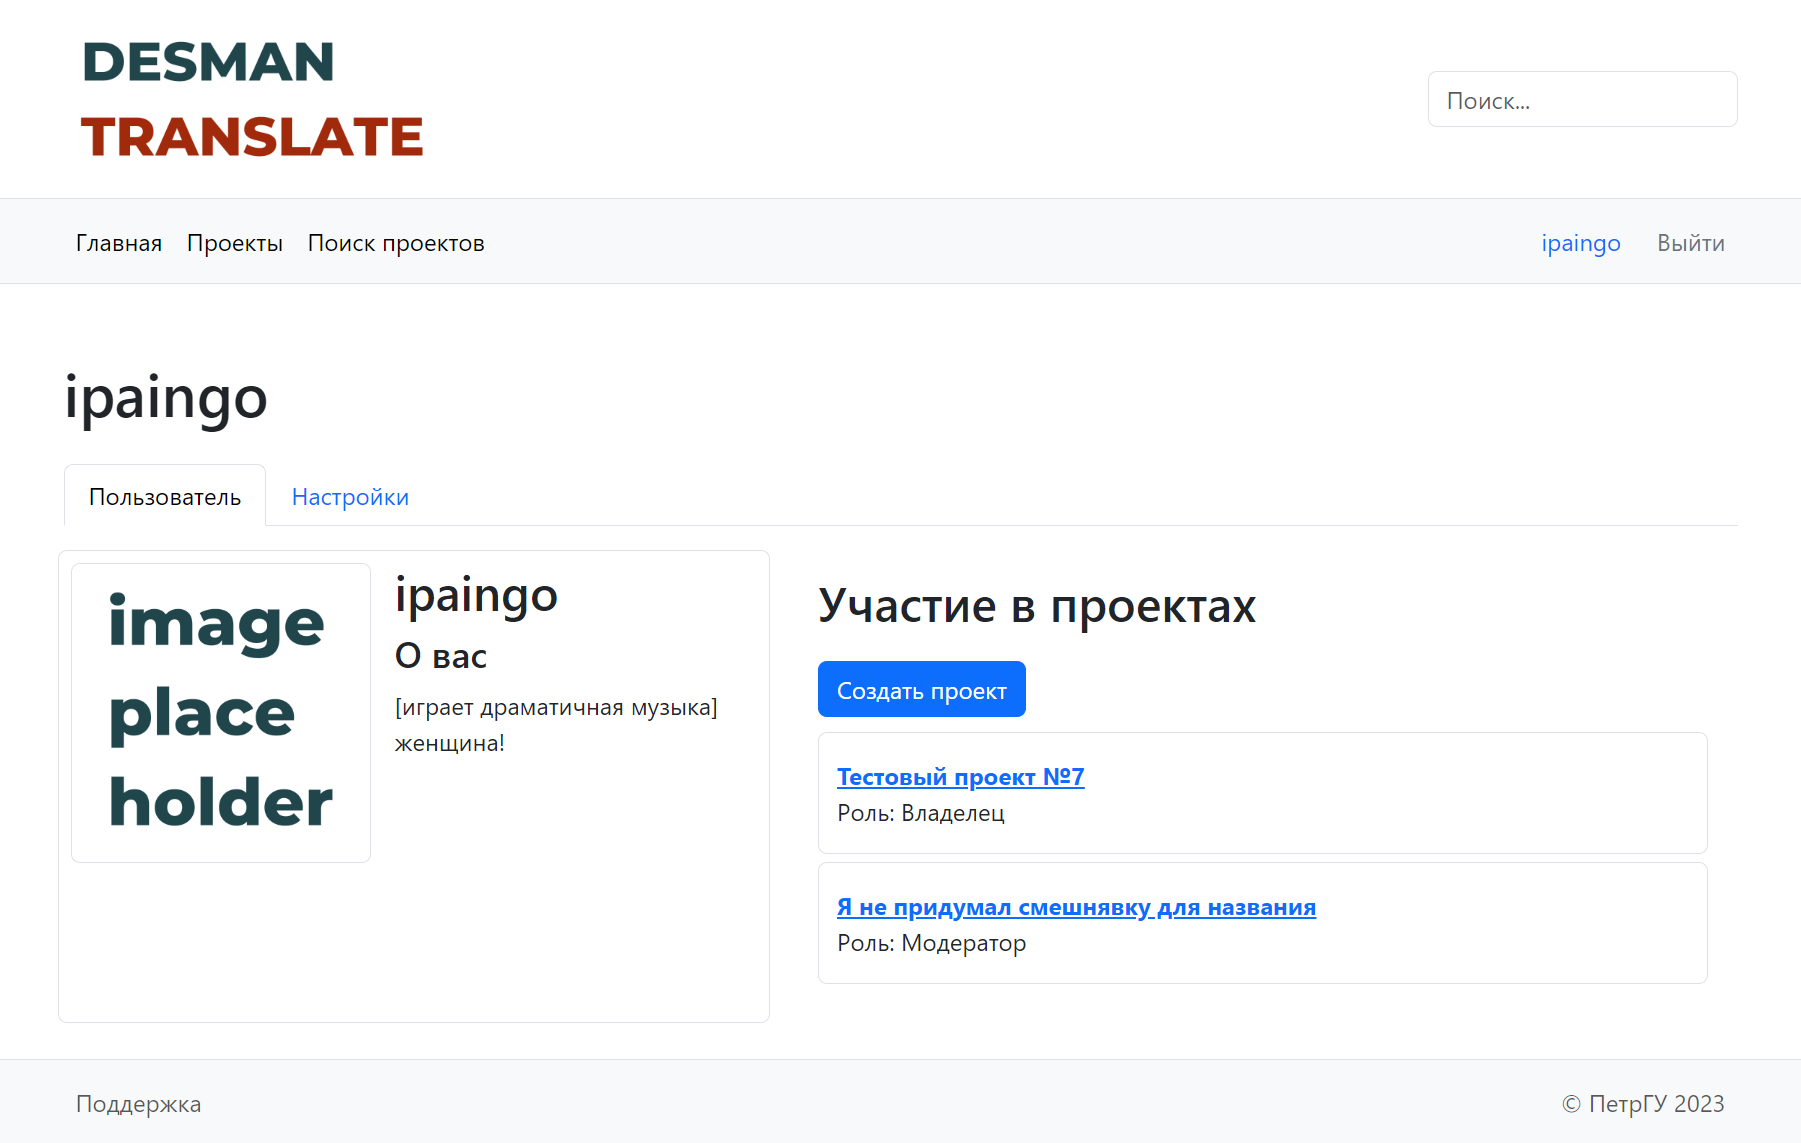 DESMAN
TRANSLATE
Поиск...
Главная Проекты Поиск проектов ipaingo Выйти
ipaingo
Пользователь Настройки
image
place
holder
ipaingo
О вас
[играет драматичная музыка]
женщина!
Участие в проектах
Создать проект
Тестовый проект №7
Роль: Владелец
Я не придумал смешнявку для названия
Роль: Модератор
Поддержка © ПетрГУ 2023